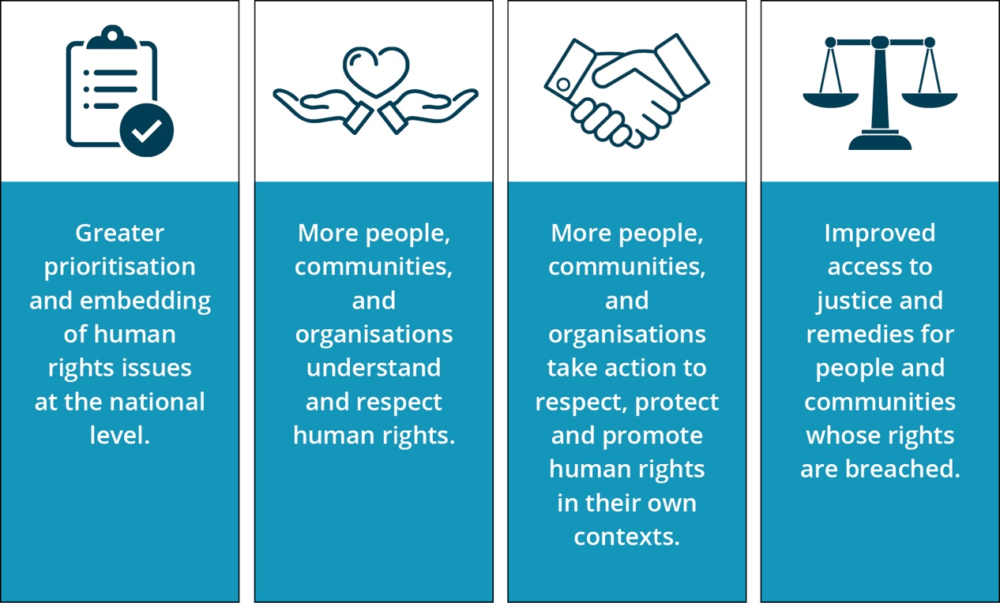 Greater
prioritisation
and embedding
of human
rights issues
at the national
level.
More people,
communities,
and
organisations
understand
and respect
human rights.
More people,
communities,
and
organisations
take action to
respect, protect
and promote
human rights
in their own
contexts.
Improved
access to
justice and
remedies for
people and
communities
whose rights
are breached.